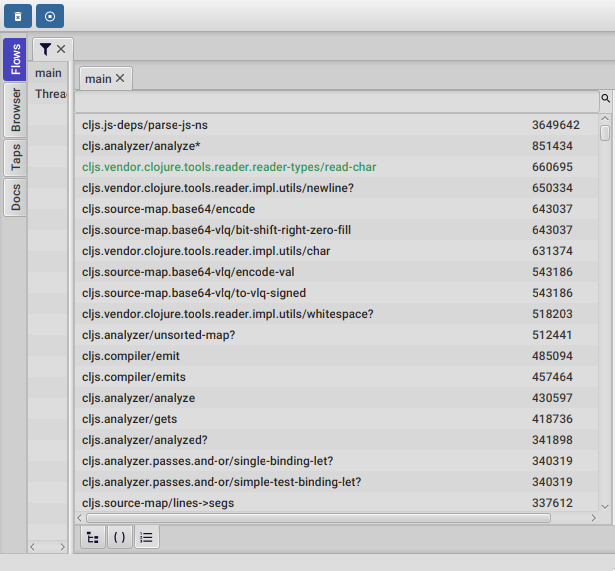 Flows
Browser
Taps
Docs
main
Threa
main
cljs.js-deps/parse-js-ns 3649642
cljs.analyzer/analyze* 851434
cljs.vendor.clojure.tools.reader.reader-types/read-char 660695
cljs.vendor.clojure.tools.reader.impl.utils/newline? 650334
cljs.source-map.base64/encode 643037
cljs.source-map.base64-vlq/bit-shift-right-zero-fill 643037
cljs.vendor.clojure.tools.reader.impl.utils/char 631374
cljs.source-map.base64-vlq/encode-val 543186
cljs.source-map.base64-vlq/to-vlq-signed 543186
cljs.vendor.clojure.tools.reader.impl.utils/whitespace? 518203
cljs.analyzer/unsorted-map? 512441
cljs.compiler/emit 485094
cljs.compiler/emits 457464
cljs.analyzer/analyze 430597
cljs.analyzer/gets 418736
cljs.analyzer/analyzed? 341898
cljs.analyzer.passes.and-or/single-binding-let? 340319
cljs.analyzer.passes.and-or/simple-test-binding-let? 340319
cljs.source-map/lines->segs 337612
( )